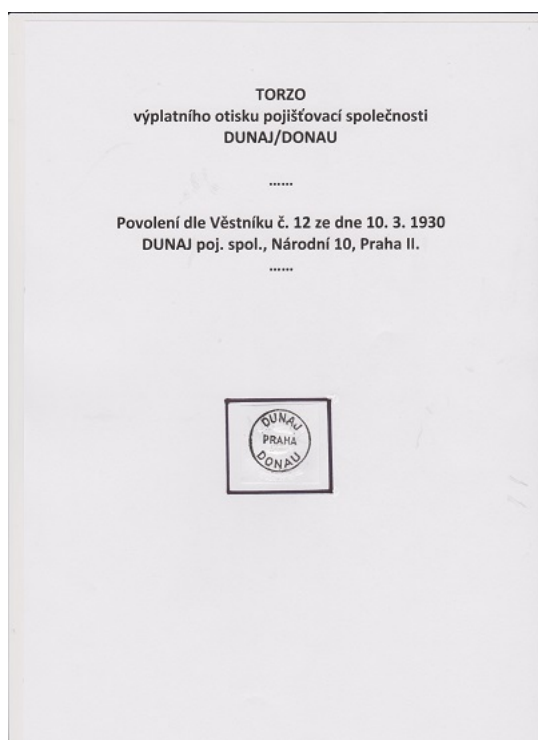 TORZO
výplatního otisku pojišťovací společnosti
DUNAJ/DONAU
......
Povolení dle Věstníku č. 12 ze dne 10. 3. 1930
DUNAJ poj. spol., Národní 10, Praha II.
......
DUNAJ
PRAHA
DONAU